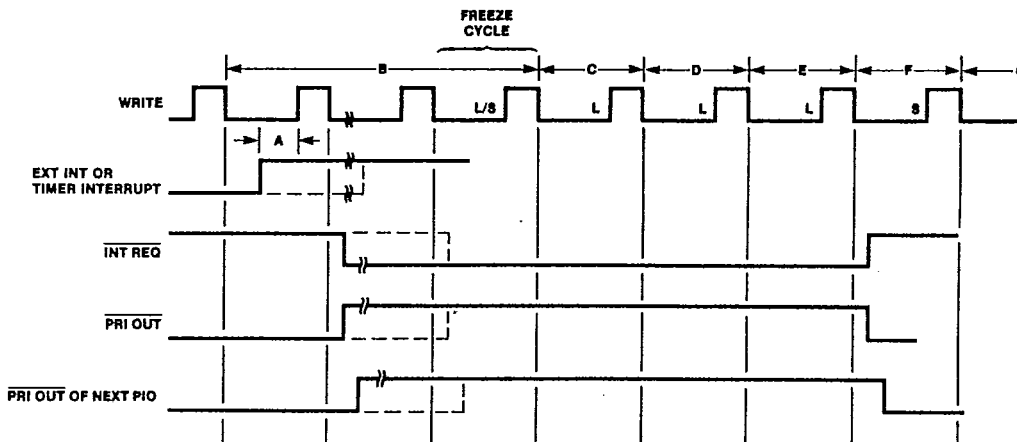 FREEZE
CYCLE
B
C
D
E
F
WRITE
L/S
L
L
L
S
A
EXT INT OR
TIMER INTERRUPT
INT REQ
PRI OUT
PRI OUT OF NEXT PIO